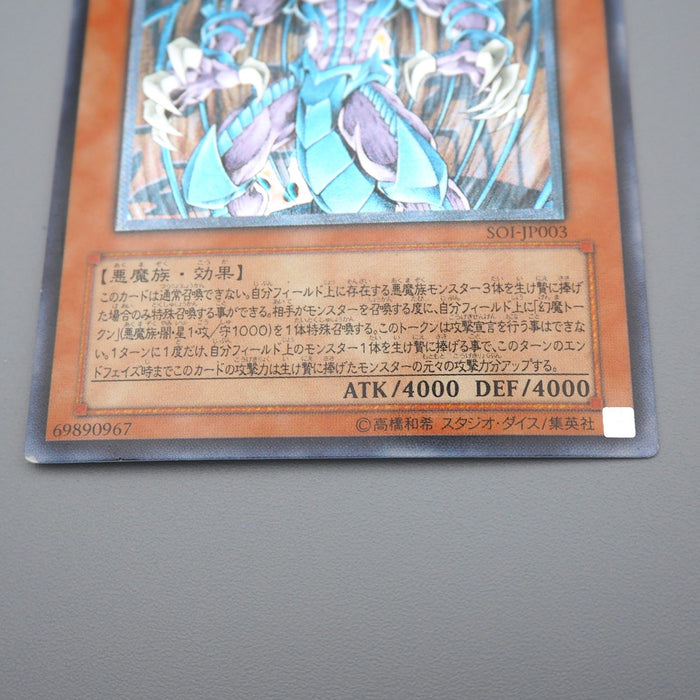 SOI-JP003
【悪魔族・効果】
このカードは通常召喚できない。自分フィールド上に存在する悪魔族モンスター3体を生け贄に捧げ
た場合のみ特殊召喚する事ができる。相手がモンスターを召喚する度に、自分フィールド上に「幻魔トー
クン」(悪魔族・闇・星1・攻/守1000)を1体特殊召喚する。このトークンは攻撃宣言を行う事はできな
い。1ターンに1度だけ、自分フィールド上のモンスター1体を生け贄に捧げる事で、このターンのエン
ドフェイズ時までこのカードの攻撃力は生け贄に捧げたモンスターの元々の攻撃力分アップする。
ATK/4000 DEF/4000
69890967
©高橋和希 スタジオ・ダイス/集英社